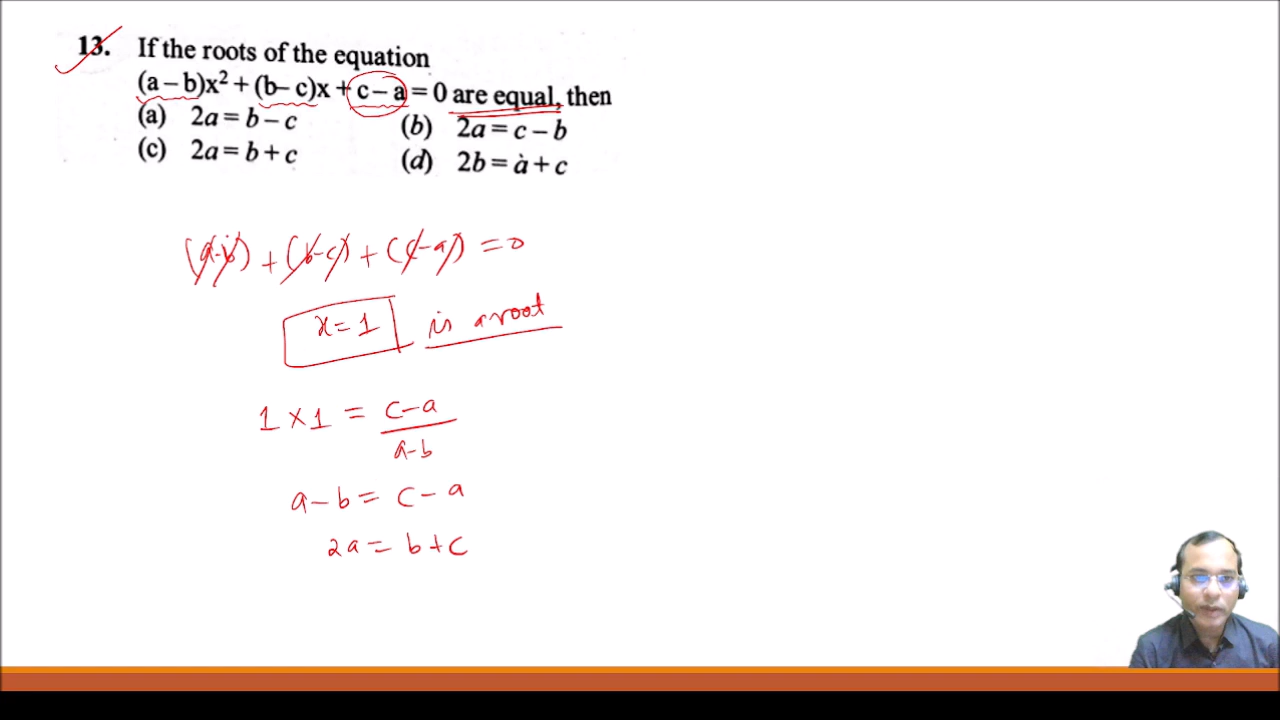 13. If the roots of the equation
(a – b)x² + (b– c)x + c – a = 0 are equal, then
(a) 2a = b – c (b) 2a = c – b
(c) 2a = b + c (d) 2b = a + c
(a-b) + (b-c) + (c-a) = 0
x = 1 is a root
1 × 1 = c-a / a-b
a-b = c-a
2a = b+c